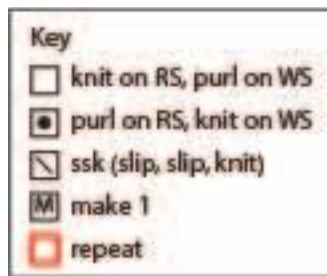 Key
knit on RS, purl on WS
purl on RS, knit on WS
ssk (slip, slip, knit)
M make 1
repeat